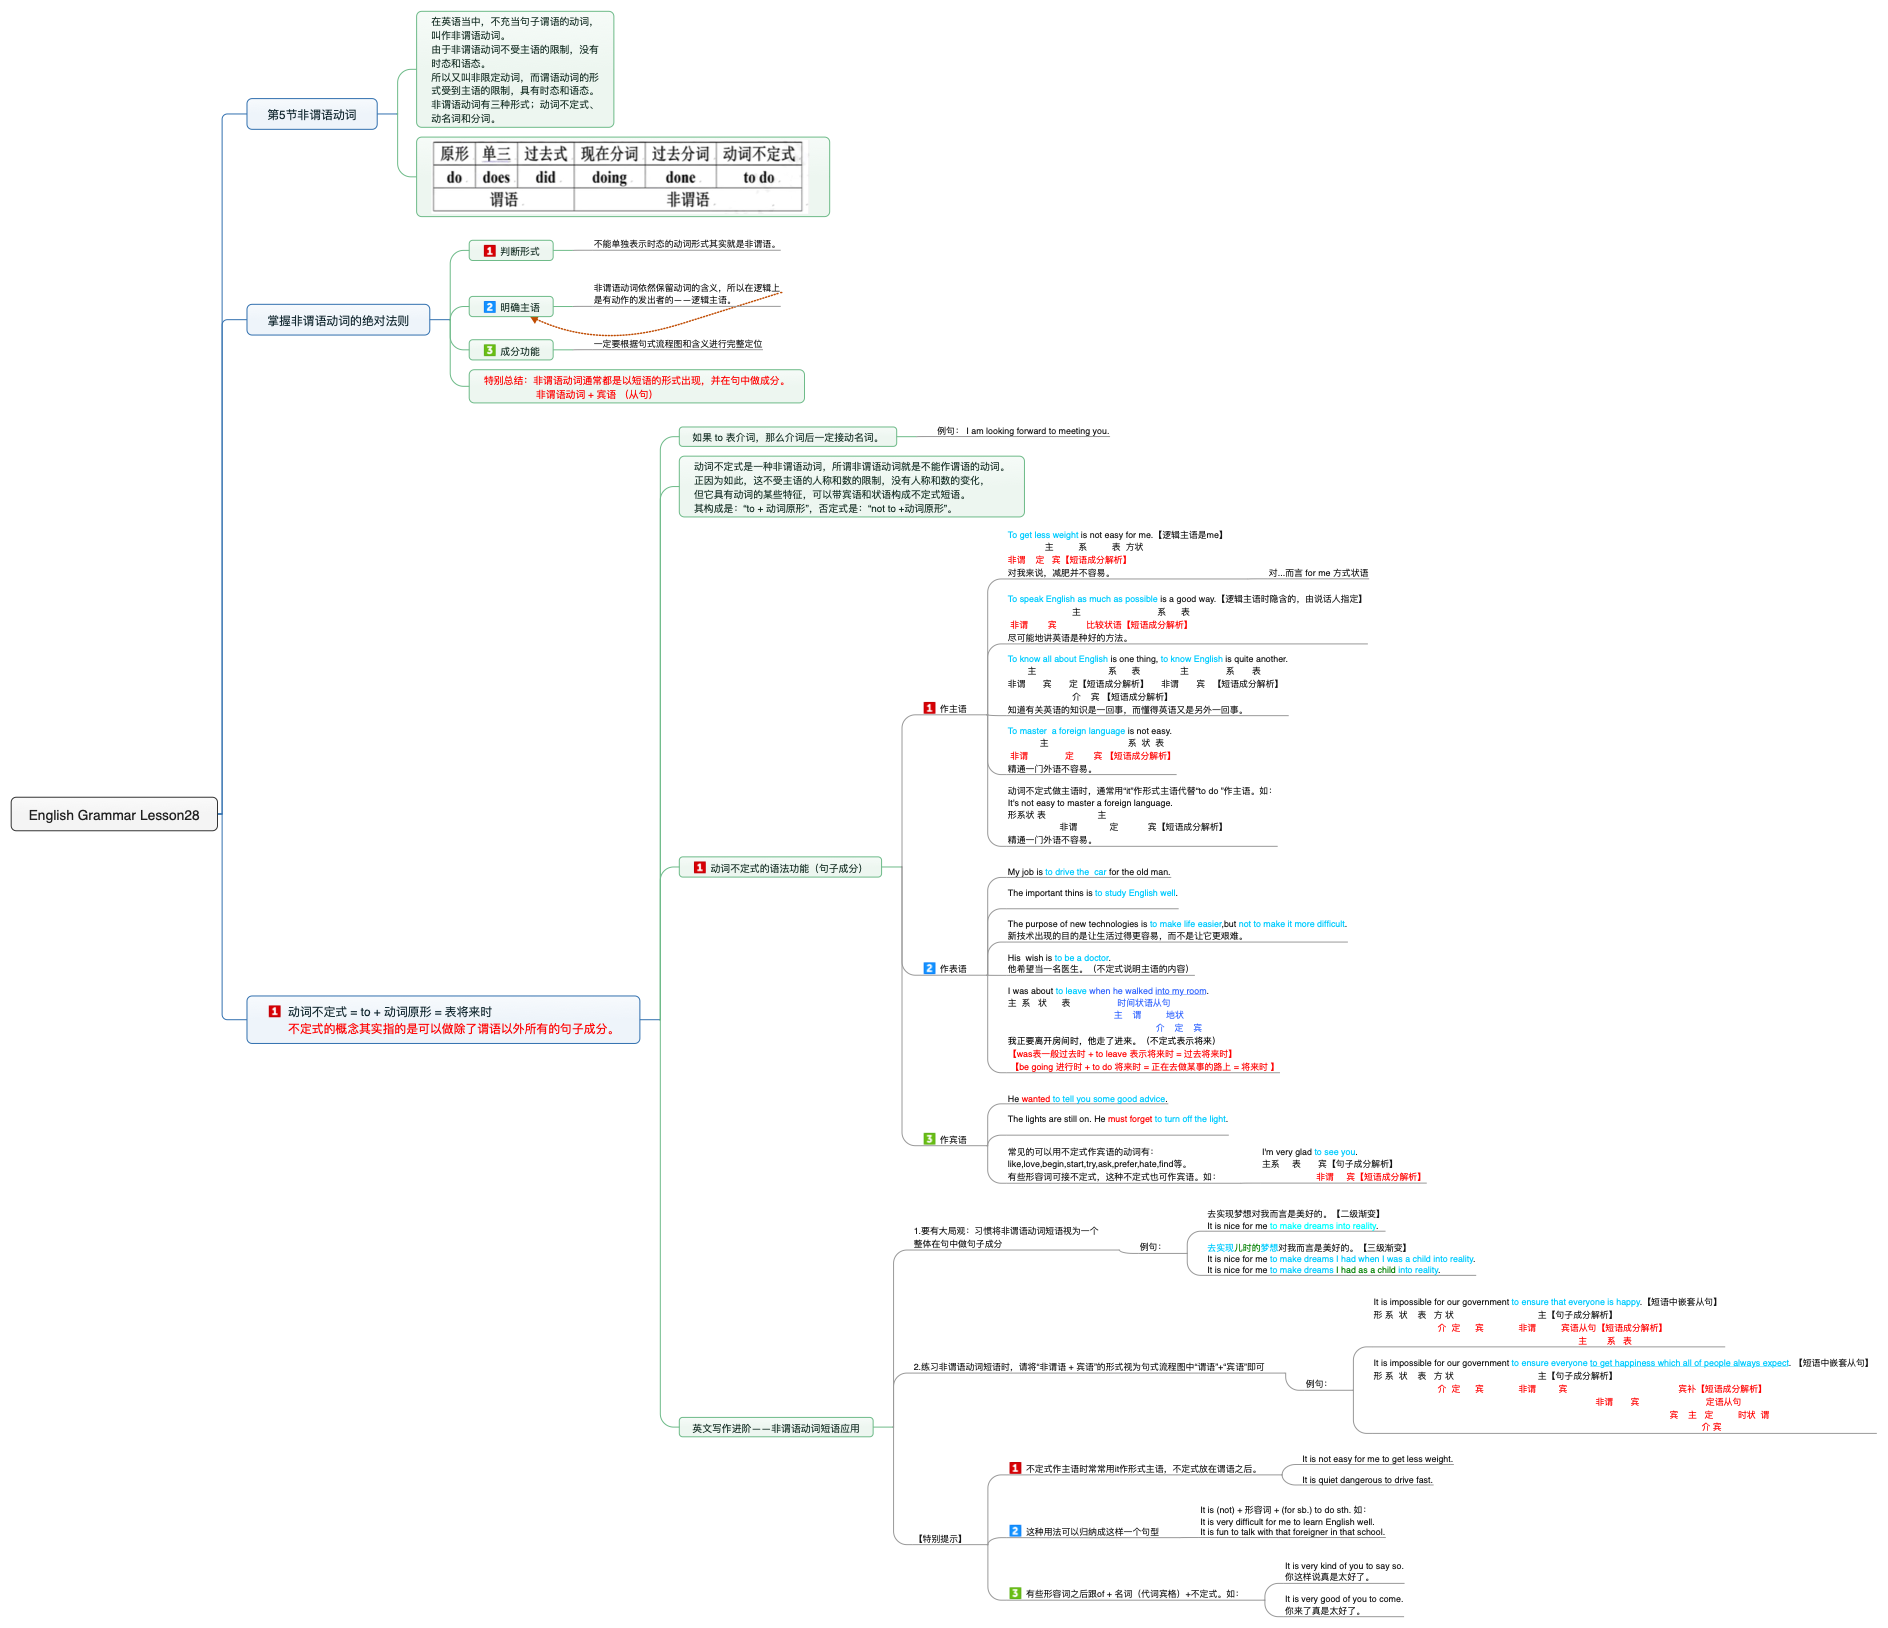 English Grammar Lesson28
第5节非谓语动词
在英语当中，不充当句子谓语的动词，
叫作非谓语动词。
由于非谓语动词不受主语的限制，没有
时态和语态。
所以又叫非限定动词，而谓语动词的形
式受到主语的限制，具有时态和语态。
非谓语动词有三种形式；动词不定式、
动名词和分词。
原形 单三 过去式 现在分词 过去分词 动词不定式
do does did doing done to do
谓语 非谓语
掌握非谓语动词的绝对法则
1 判断形式
不能单独表示时态的动词形式其实就是非谓语。
2 明确主语
非谓语动词依然保留动词的含义，所以在逻辑上
是有动作的发出者的——逻辑主语。
3 成分功能
一定要根据句式流程图和含义进行完整定位
特别总结：非谓语动词通常都是以短语的形式出现，并在句中做成分。
非谓语动词 + 宾语 （从句）
1 动词不定式 = to + 动词原形 = 表将来时
不定式的概念其实指的是可以做除了谓语以外所有的句子成分。
如果 to 表介词，那么介词后一定接动名词。
例句： I am looking forward to meeting you.
动词不定式是一种非谓语动词，所谓非谓语动词就是不能作谓语的动词。
正因为如此，这不受主语的人称和数的限制，没有人称和数的变化，
但它具有动词的某些特征，可以带宾语和状语构成不定式短语。
其构成是：“to + 动词原形”，否定式是：“not to +动词原形”。
1 动词不定式的语法功能（句子成分）
1 作主语
To get less weight is not easy for me.【逻辑主语是me】
主 系 表 方状
非谓 定 宾【短语成分解析】
对我来说，减肥并不容易。
对...而言 for me 方式状语
To speak English as much as possible is a good way.【逻辑主语时隐含的，由说话人指定】
主 系 表
非谓 宾 比较状语【短语成分解析】
尽可能地讲英语是种好的方法。
To know all about English is one thing, to know English is quite another.
主 系 表 主 系 表
非谓 宾 定【短语成分解析】 非谓 宾 【短语成分解析】
介 宾 【短语成分解析】
知道有关英语的知识是一回事，而懂得英语又是另外一回事。
To master a foreign language is not easy.
主 系 状 表
非谓 定 宾 【短语成分解析】
精通一门外语不容易。
动词不定式做主语时，通常用“it”作形式主语代替“to do ”作主语。如：
It's not easy to master a foreign language.
形系状 表 主
非谓 定 宾【短语成分解析】
精通一门外语不容易。
2 作表语
My job is to drive the car for the old man.
The important thins is to study English well.
The purpose of new technologies is to make life easier,but not to make it more difficult.
新技术出现的目的是让生活过得更容易，而不是让它更艰难。
His wish is to be a doctor.
他希望当一名医生。（不定式说明主语的内容）
I was about to leave when he walked into my room.
主 系 状 表 时间状语从句
主 谓 地状
介 定 宾
我正要离开房间时，他走了进来。（不定式表示将来）
【was表一般过去时 + to leave 表示将来时 = 过去将来时】
【be going 进行时 + to do 将来时 = 正在去做某事的路上 = 将来时 】
3 作宾语
He wanted to tell you some good advice.
The lights are still on. He must forget to turn off the light.
常见的可以用不定式作宾语的动词有：
like,love,begin,start,try,ask,prefer,hate,find等。
有些形容词可接不定式，这种不定式也可作宾语。如：
I'm very glad to see you.
主系 表 宾【句子成分解析】
非谓 宾【短语成分解析】
英文写作进阶——非谓语动词短语应用
1.要有大局观：习惯将非谓语动词短语视为一个
整体在句中做句子成分
例句：
去实现梦想对我而言是美好的。【二级渐变】
It is nice for me to make dreams into reality.
去实现儿时的梦想对我而言是美好的。【三级渐变】
It is nice for me to make dreams I had when I was a child into reality.
It is nice for me to make dreams I had as a child into reality.
2.练习非谓语动词短语时，请将“非谓语 + 宾语”的形式视为句式流程图中“谓语”+“宾语”即可
例句：
It is impossible for our government to ensure that everyone is happy.【短语中嵌套从句】
形 系 状 表 方 状 主【句子成分解析】
介 定 宾 非谓 宾语从句【短语成分解析】
主 系 表
It is impossible for our government to ensure everyone to get happiness which all of people always expect. 【短语中嵌套从句】
形 系 状 表 方 状 主【句子成分解析】
介 定 宾 非谓 宾 宾补【短语成分解析】
非谓 宾 定语从句
宾 主 定 时状 谓
介 宾
【特别提示】
1 不定式作主语时常常用it作形式主语，不定式放在谓语之后。
It is not easy for me to get less weight.
It is quiet dangerous to drive fast.
2 这种用法可以归纳成这样一个句型
It is (not) + 形容词 + (for sb.) to do sth. 如：
It is very difficult for me to learn English well.
It is fun to talk with that foreigner in that school.
3 有些形容词之后跟of + 名词（代词宾格）+不定式。如：
It is very kind of you to say so.
你这样说真是太好了。
It is very good of you to come.
你来了真是太好了。